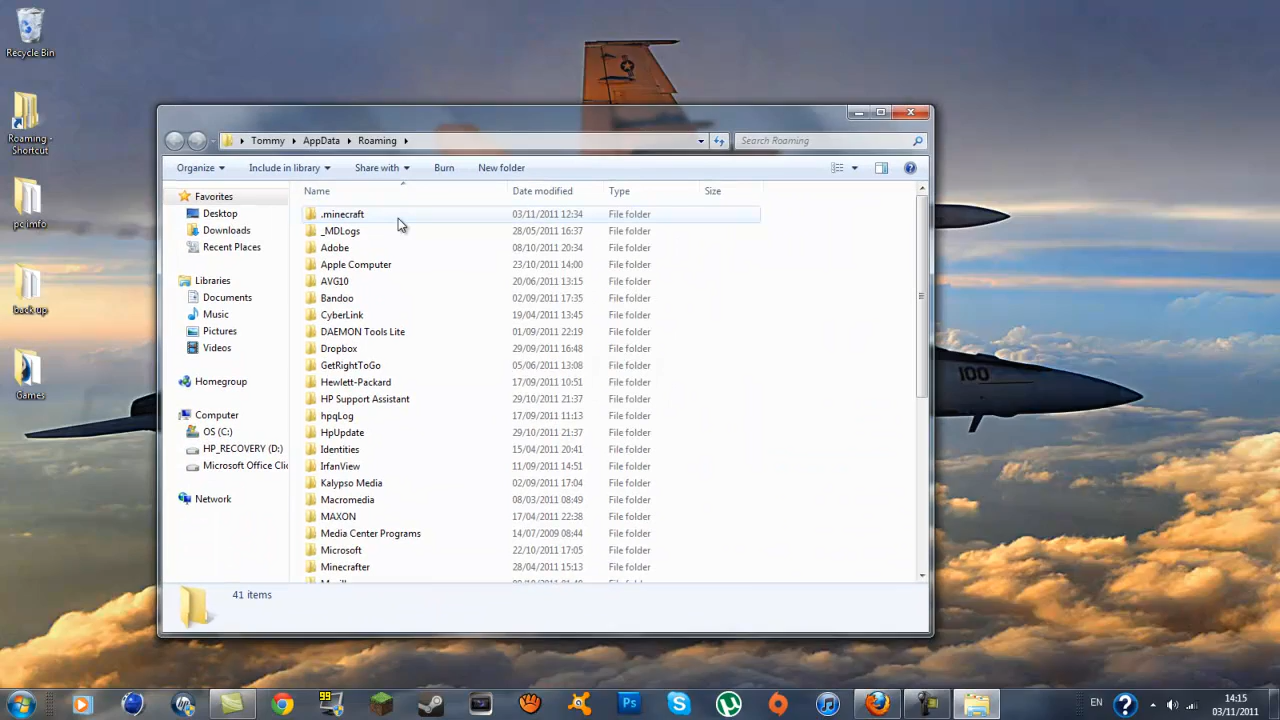 Recycle Bin
Roaming -
Shortcut
pc imfo
back up
Games
Tommy
AppData
Roaming
Search Roaming
Organize
Include in library
Share with
Burn
New folder
Favorites
Desktop
Downloads
Recent Places
Libraries
Documents
Music
Pictures
Videos
Homegroup
Computer
OS (C:)
HP_RECOVERY (D:)
Microsoft Office Clic
Network
Name Date modified Type Size
.minecraft 03/11/2011 12:34 File folder
_MDLogs 28/05/2011 16:37 File folder
Adobe 08/10/2011 20:34 File folder
Apple Computer 23/10/2011 14:00 File folder
AVG10 20/06/2011 13:15 File folder
Bandoo 02/09/2011 17:35 File folder
CyberLink 19/04/2011 13:45 File folder
DAEMON Tools Lite 01/09/2011 22:19 File folder
Dropbox 29/09/2011 16:48 File folder
GetRightToGo 05/06/2011 13:08 File folder
Hewlett-Packard 17/09/2011 10:51 File folder
HP Support Assistant 29/10/2011 21:37 File folder
hpqLog 17/09/2011 11:13 File folder
HpUpdate 29/10/2011 21:37 File folder
Identities 15/04/2011 20:41 File folder
IrfanView 11/09/2011 14:51 File folder
Kalypso Media 02/09/2011 17:04 File folder
Macromedia 08/03/2011 08:49 File folder
MAXON 17/04/2011 22:38 File folder
Media Center Programs 14/07/2009 08:44 File folder
Microsoft 22/10/2011 17:05 File folder
Minecrafter 28/04/2011 15:13 File folder
41 items
100
99
Ps
EN
14:15
03/11/2011